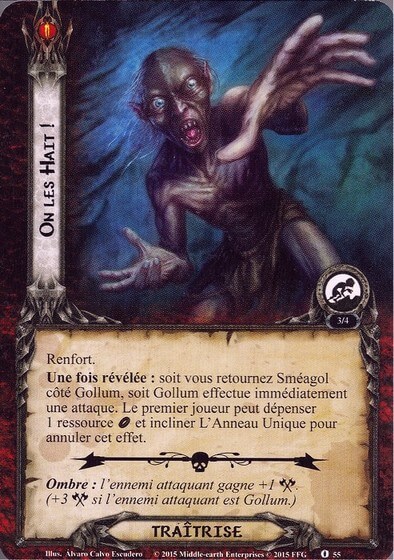 ON LES HAIT !
3/4
Renfort.
Une fois révélée : soit vous retournez Sméagol
côté Gollum, soit Gollum effectue immédiatement
une attaque. Le premier joueur peut dépenser
1 ressource et incliner L'Anneau Unique pour
annuler cet effet.
Ombre : l'ennemi attaquant gagne +1 .
(+3 si l'ennemi attaquant est Gollum.)
TRAÎTRISE
Illus. Álvaro Calvo Escudero © 2015 Middle-earth Enterprises © 2015 FFG 55